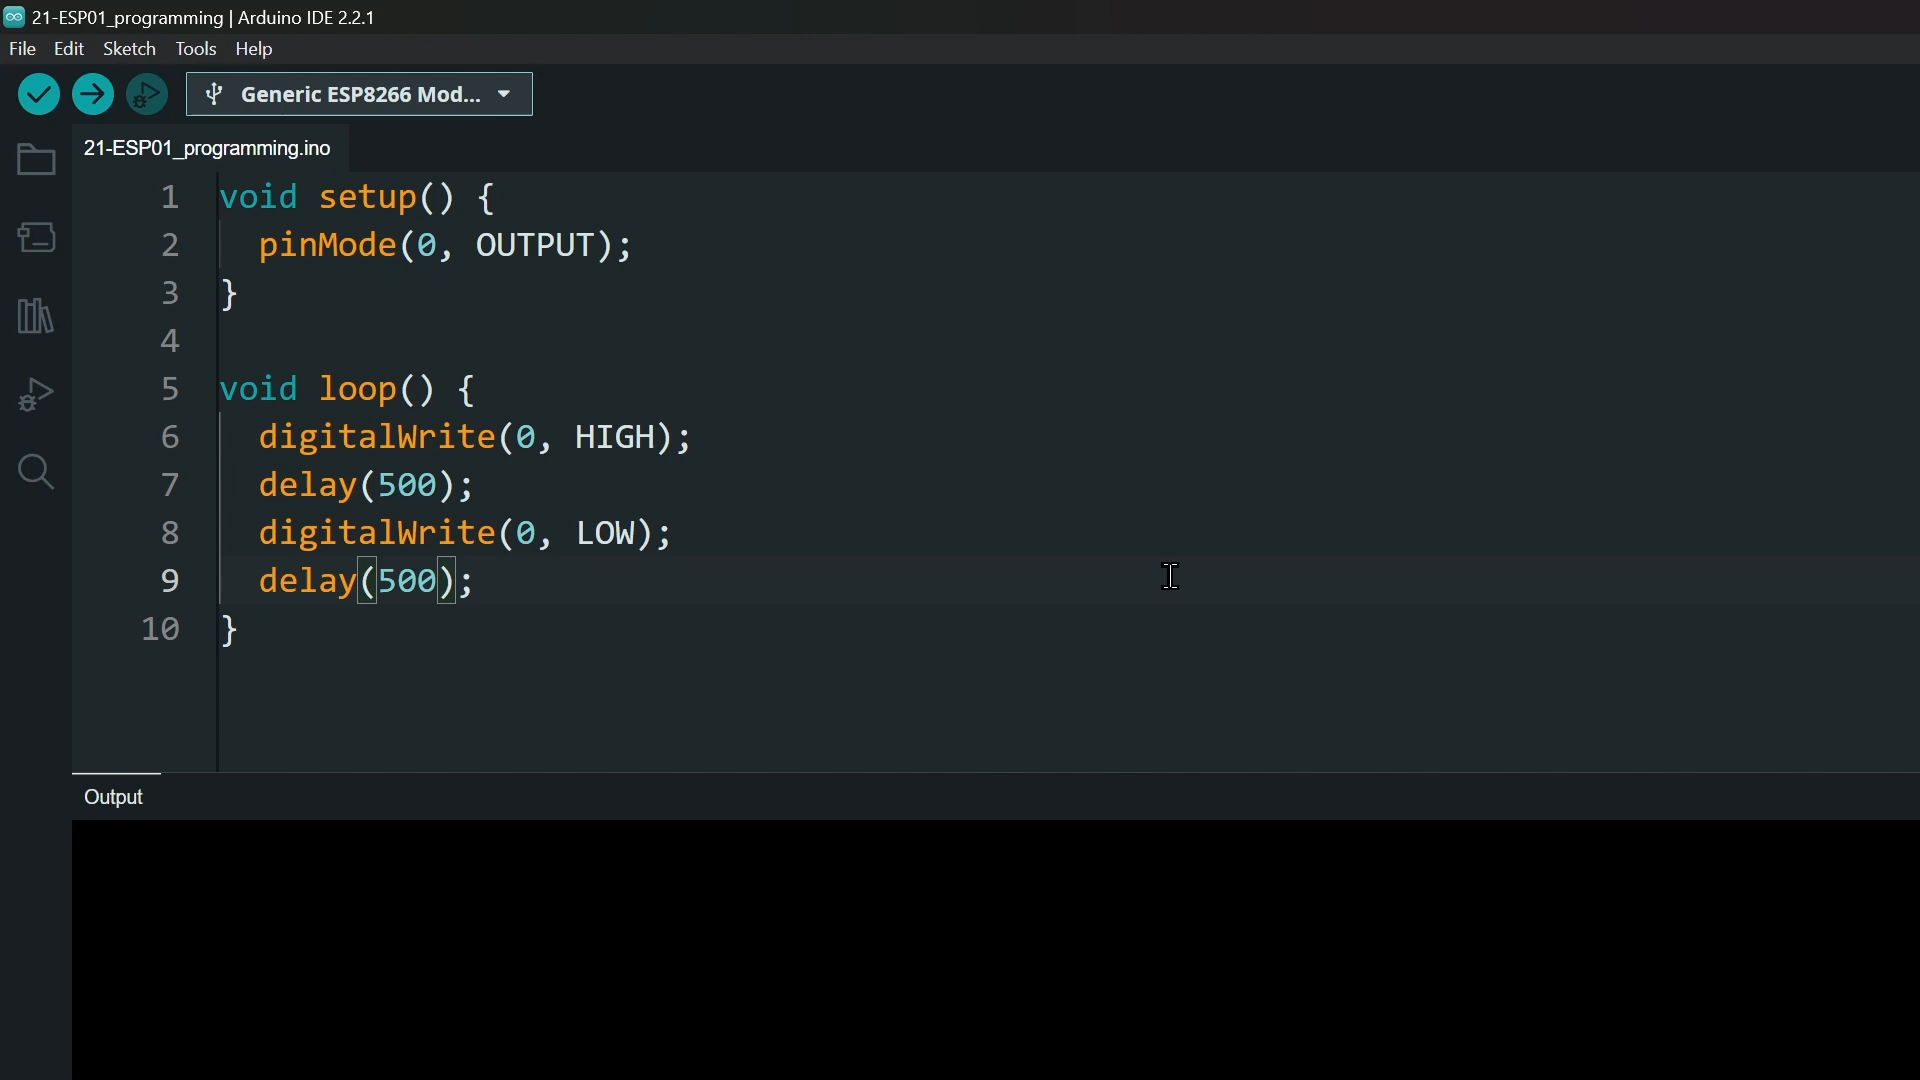 21-ESP01_programming | Arduino IDE 2.2.1
File Edit Sketch Tools Help
Generic ESP8266 Mod...
21-ESP01_programming.ino
1 void setup() {
2   pinMode(0, OUTPUT);
3 }
4
5 void loop() {
6   digitalWrite(0, HIGH);
7   delay(500);
8   digitalWrite(0, LOW);
9   delay(500);
10 }
Output